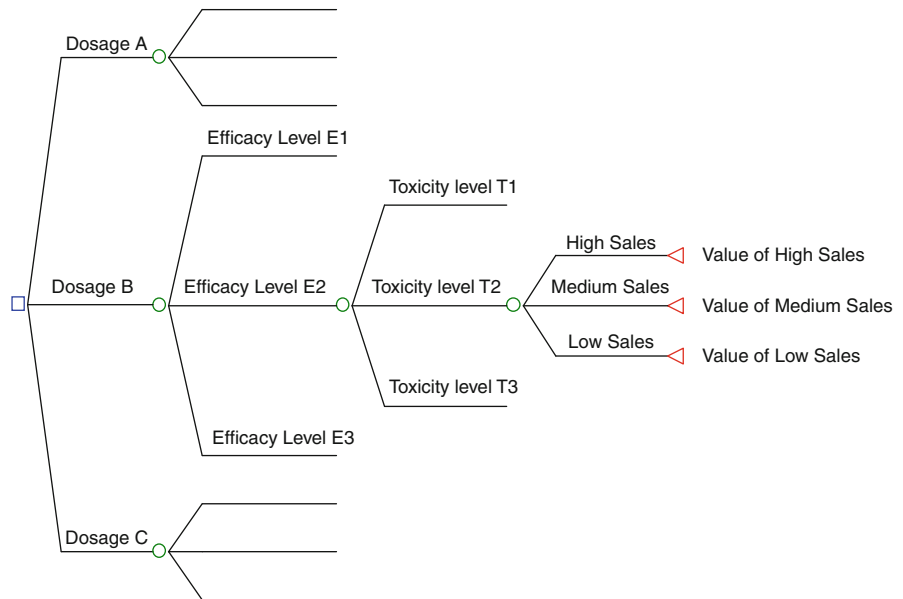 Dosage A
Efficacy Level E1
Toxicity level T1
High Sales
Value of High Sales
Dosage B
Efficacy Level E2
Toxicity level T2
Medium Sales
Value of Medium Sales
Low Sales
Value of Low Sales
Toxicity level T3
Efficacy Level E3
Dosage C